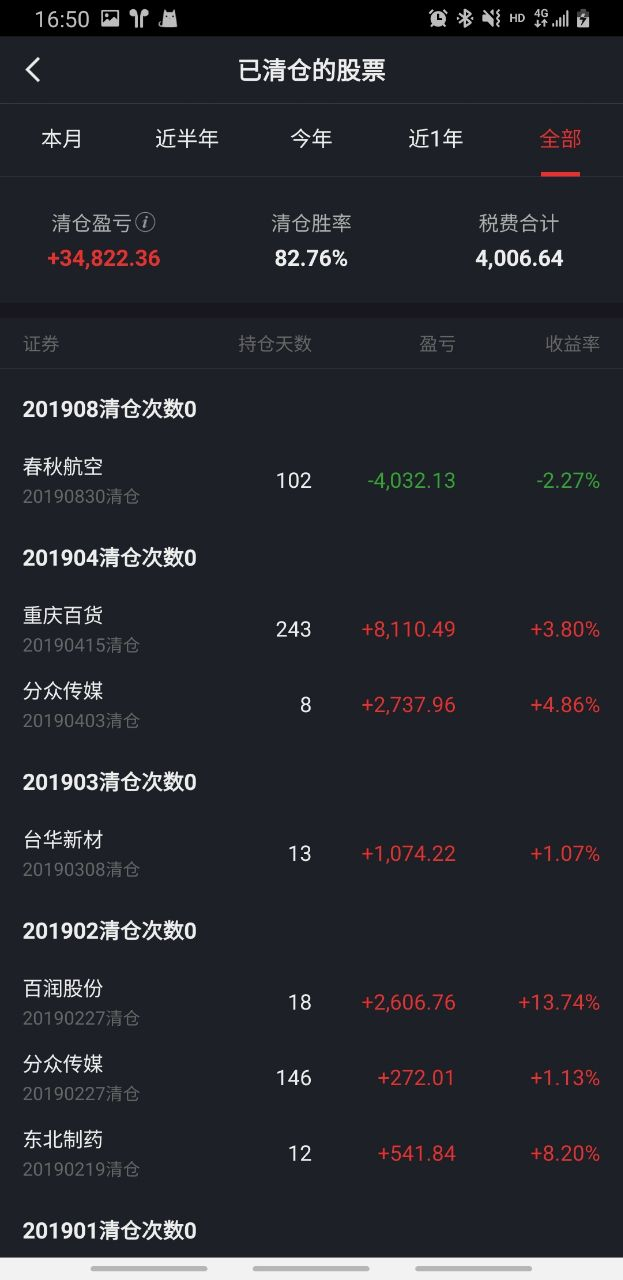 16:50
HD 4G
已清仓的股票
本月 近半年 今年 近1年 全部
清仓盈亏 清仓胜率 税费合计
+34,822.36 82.76% 4,006.64
证券 持仓天数 盈亏 收益率
201908清仓次数0
春秋航空 102 -4,032.13 -2.27%
20190830清仓
201904清仓次数0
重庆百货 243 +8,110.49 +3.80%
20190415清仓
分众传媒 8 +2,737.96 +4.86%
20190403清仓
201903清仓次数0
台华新材 13 +1,074.22 +1.07%
20190308清仓
201902清仓次数0
百润股份 18 +2,606.76 +13.74%
20190227清仓
分众传媒 146 +272.01 +1.13%
20190227清仓
东北制药 12 +541.84 +8.20%
20190219清仓
201901清仓次数0